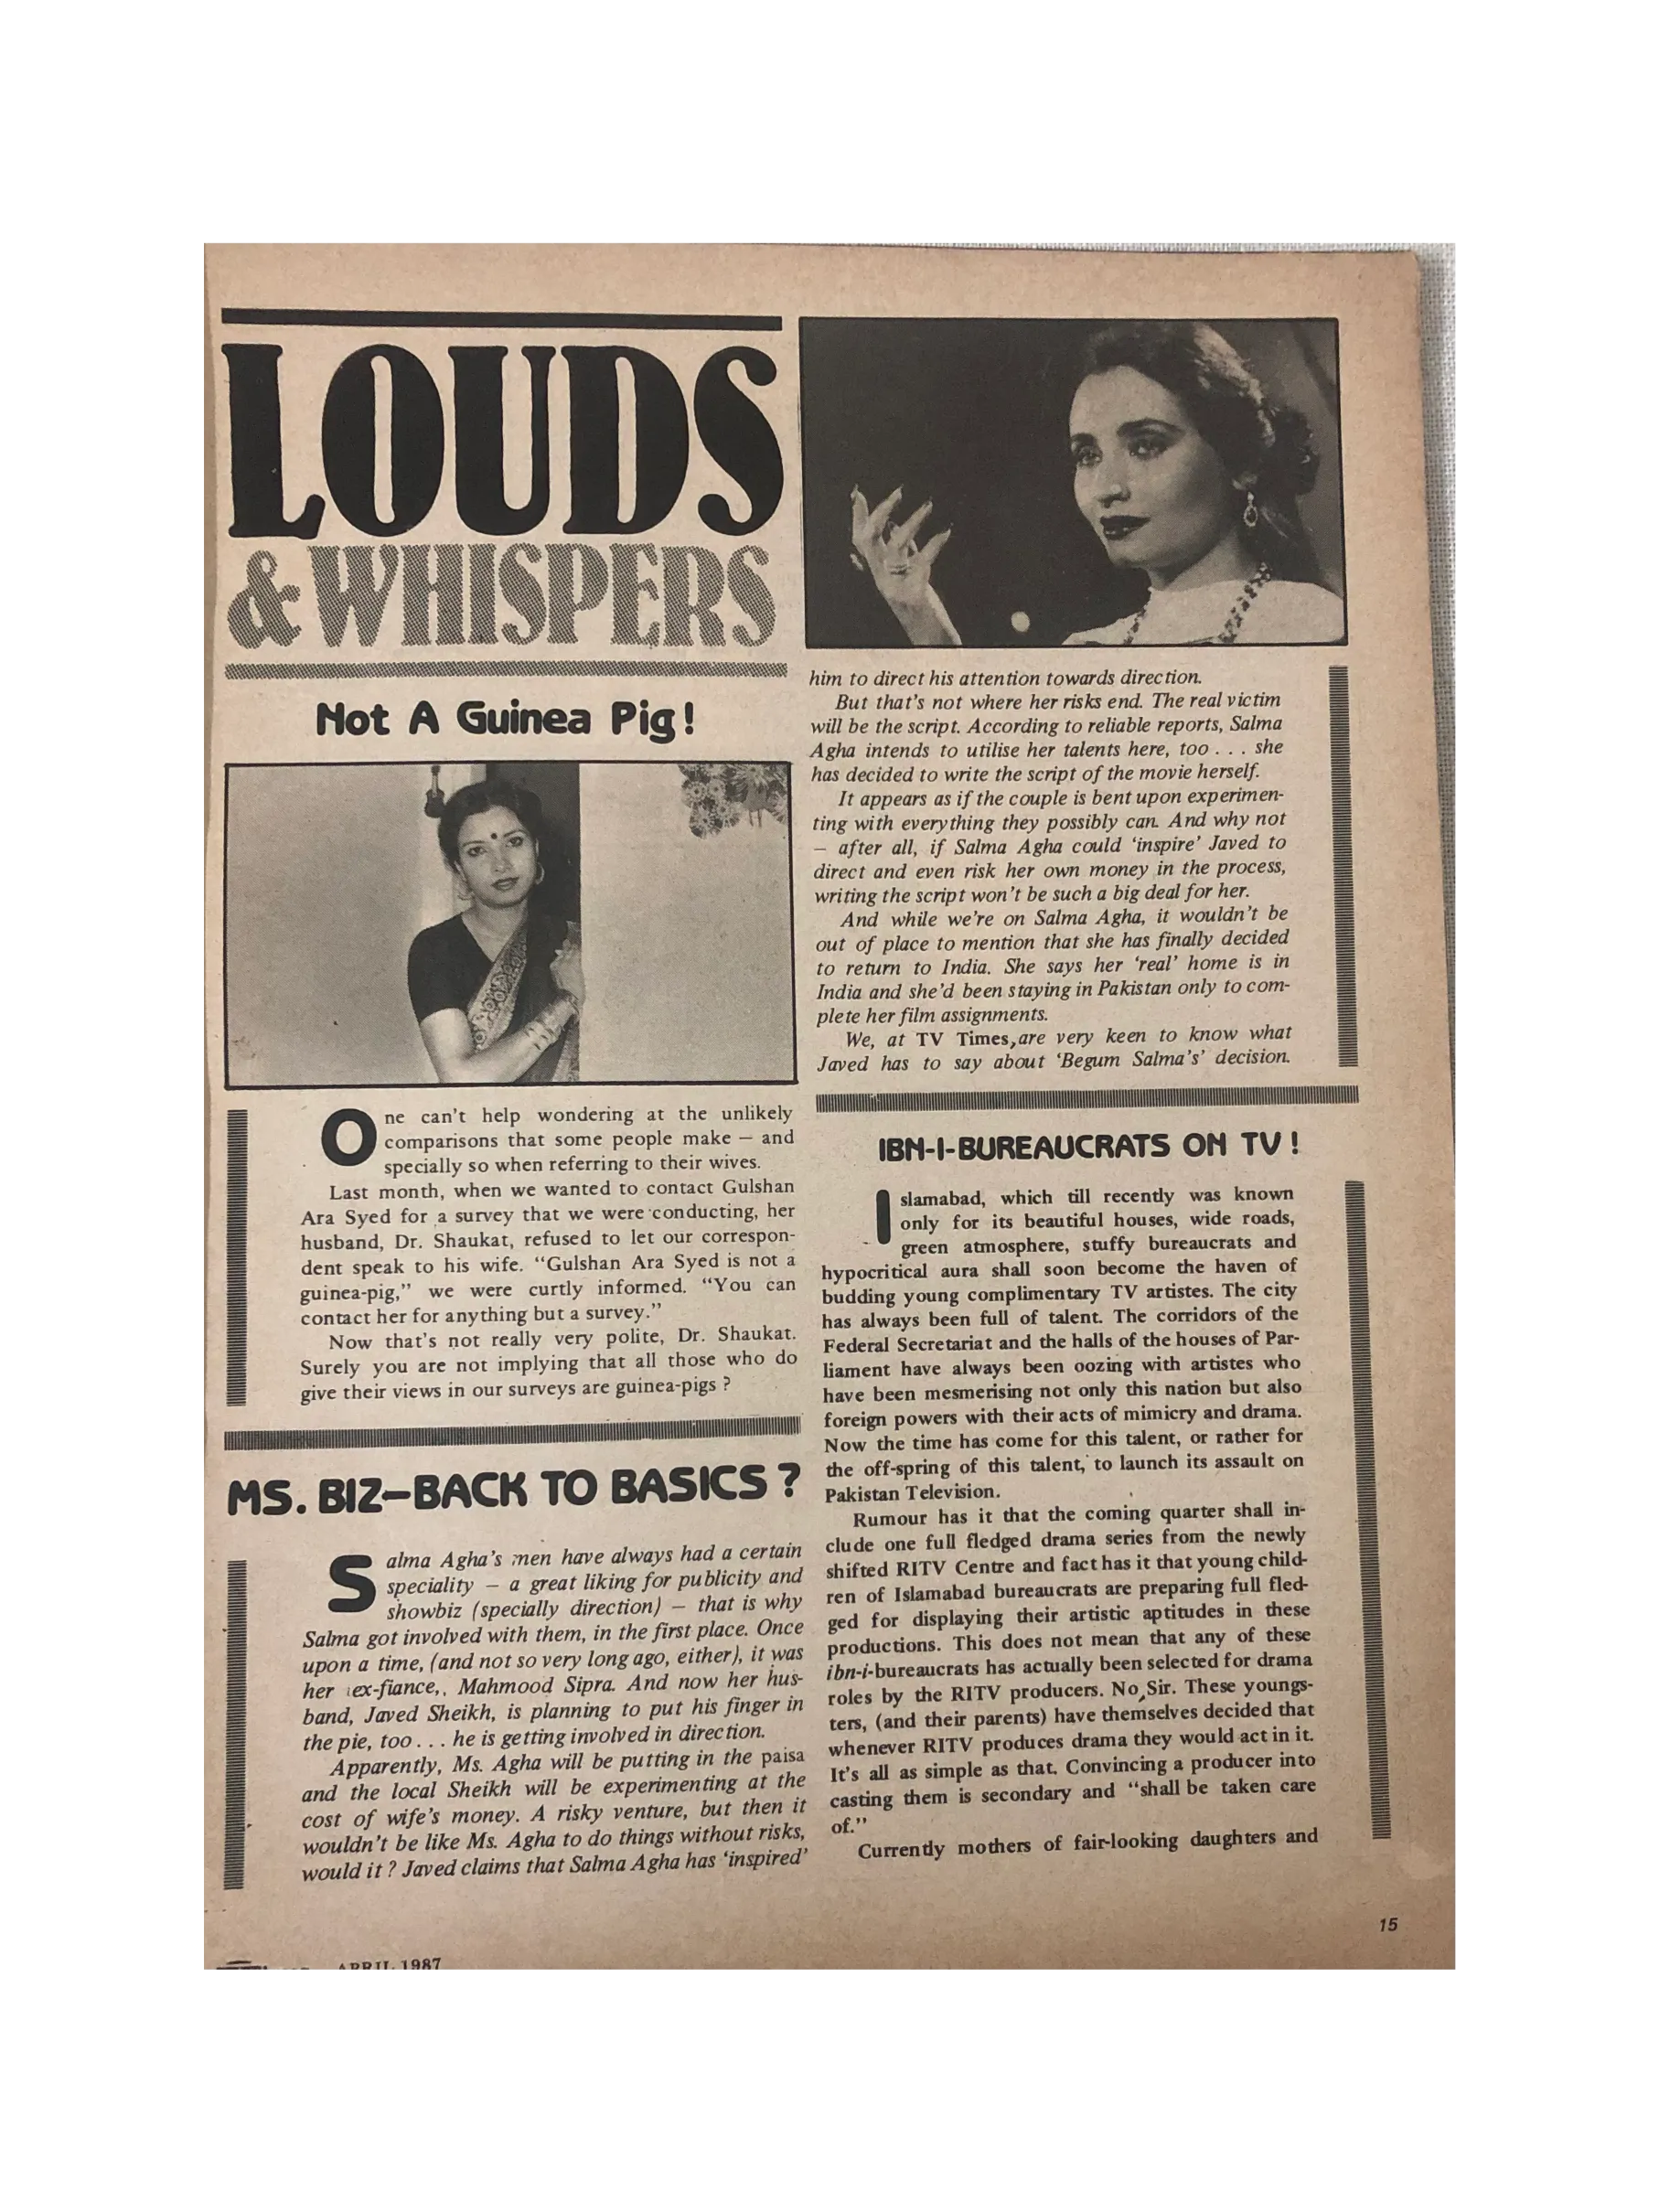 LOUDS
& WHISPERS
Not A Guinea Pig!
One can't help wondering at the unlikely
comparisons that some people make — and
specially so when referring to their wives.
Last month, when we wanted to contact Gulshan
Ara Syed for a survey that we were conducting, her
husband, Dr. Shaukat, refused to let our correspon-
dent speak to his wife. "Gulshan Ara Syed is not a
guinea-pig," we were curtly informed. "You can
contact her for anything but a survey."
Now that's not really very polite, Dr. Shaukat.
Surely you are not implying that all those who do
give their views in our surveys are guinea-pigs ?
MS. BIZ—BACK TO BASICS ?
Salma Agha's men have always had a certain
speciality — a great liking for publicity and
showbiz (specially direction) — that is why
Salma got involved with them, in the first place. Once
upon a time, (and not so very long ago, either), it was
her ex-fiance,. Mahmood Sipra. And now her hus-
band, Javed Sheikh, is planning to put his finger in
the pie, too . . . he is getting involved in direction.
Apparently, Ms. Agha will be putting in the paisa
and the local Sheikh will be experimenting at the
cost of wife's money. A risky venture, but then it
wouldn't be like Ms. Agha to do things without risks,
would it ? Javed claims that Salma Agha has 'inspired'
him to direct his attention towards direction.
But that's not where her risks end. The real victim
will be the script. According to reliable reports, Salma
Agha intends to utilise her talents here, too . . . she
has decided to write the script of the movie herself.
It appears as if the couple is bent upon experimen-
ting with everything they possibly can. And why not
— after all, if Salma Agha could 'inspire' Javed to
direct and even risk her own money in the process,
writing the script won't be such a big deal for her.
And while we're on Salma Agha, it wouldn't be
out of place to mention that she has finally decided
to return to India. She says her 'real' home is in
India and she'd been staying in Pakistan only to com-
plete her film assignments.
We, at TV Times, are very keen to know what
Javed has to say about 'Begum Salma's' decision.
IBN-I-BUREAUCRATS ON TV !
Islamabad, which till recently was known
only for its beautiful houses, wide roads,
green atmosphere, stuffy bureaucrats and
hypocritical aura shall soon become the haven of
budding young complimentary TV artistes. The city
has always been full of talent. The corridors of the
Federal Secretariat and the halls of the houses of Par-
liament have always been oozing with artistes who
have been mesmerising not only this nation but also
foreign powers with their acts of mimicry and drama.
Now the time has come for this talent, or rather for
the off-spring of this talent, to launch its assault on
Pakistan Television.
Rumour has it that the coming quarter shall in-
clude one full fledged drama series from the newly
shifted RITV Centre and fact has it that young child-
ren of Islamabad bureaucrats are preparing full fled-
ged for displaying their artistic aptitudes in these
productions. This does not mean that any of these
ibn-i-bureaucrats has actually been selected for drama
roles by the RITV producers. No, Sir. These youngs-
ters, (and their parents) have themselves decided that
whenever RITV produces drama they would act in it.
It's all as simple as that. Convincing a producer into
casting them is secondary and "shall be taken care
of."
Currently mothers of fair-looking daughters and
15
APRIL 1987